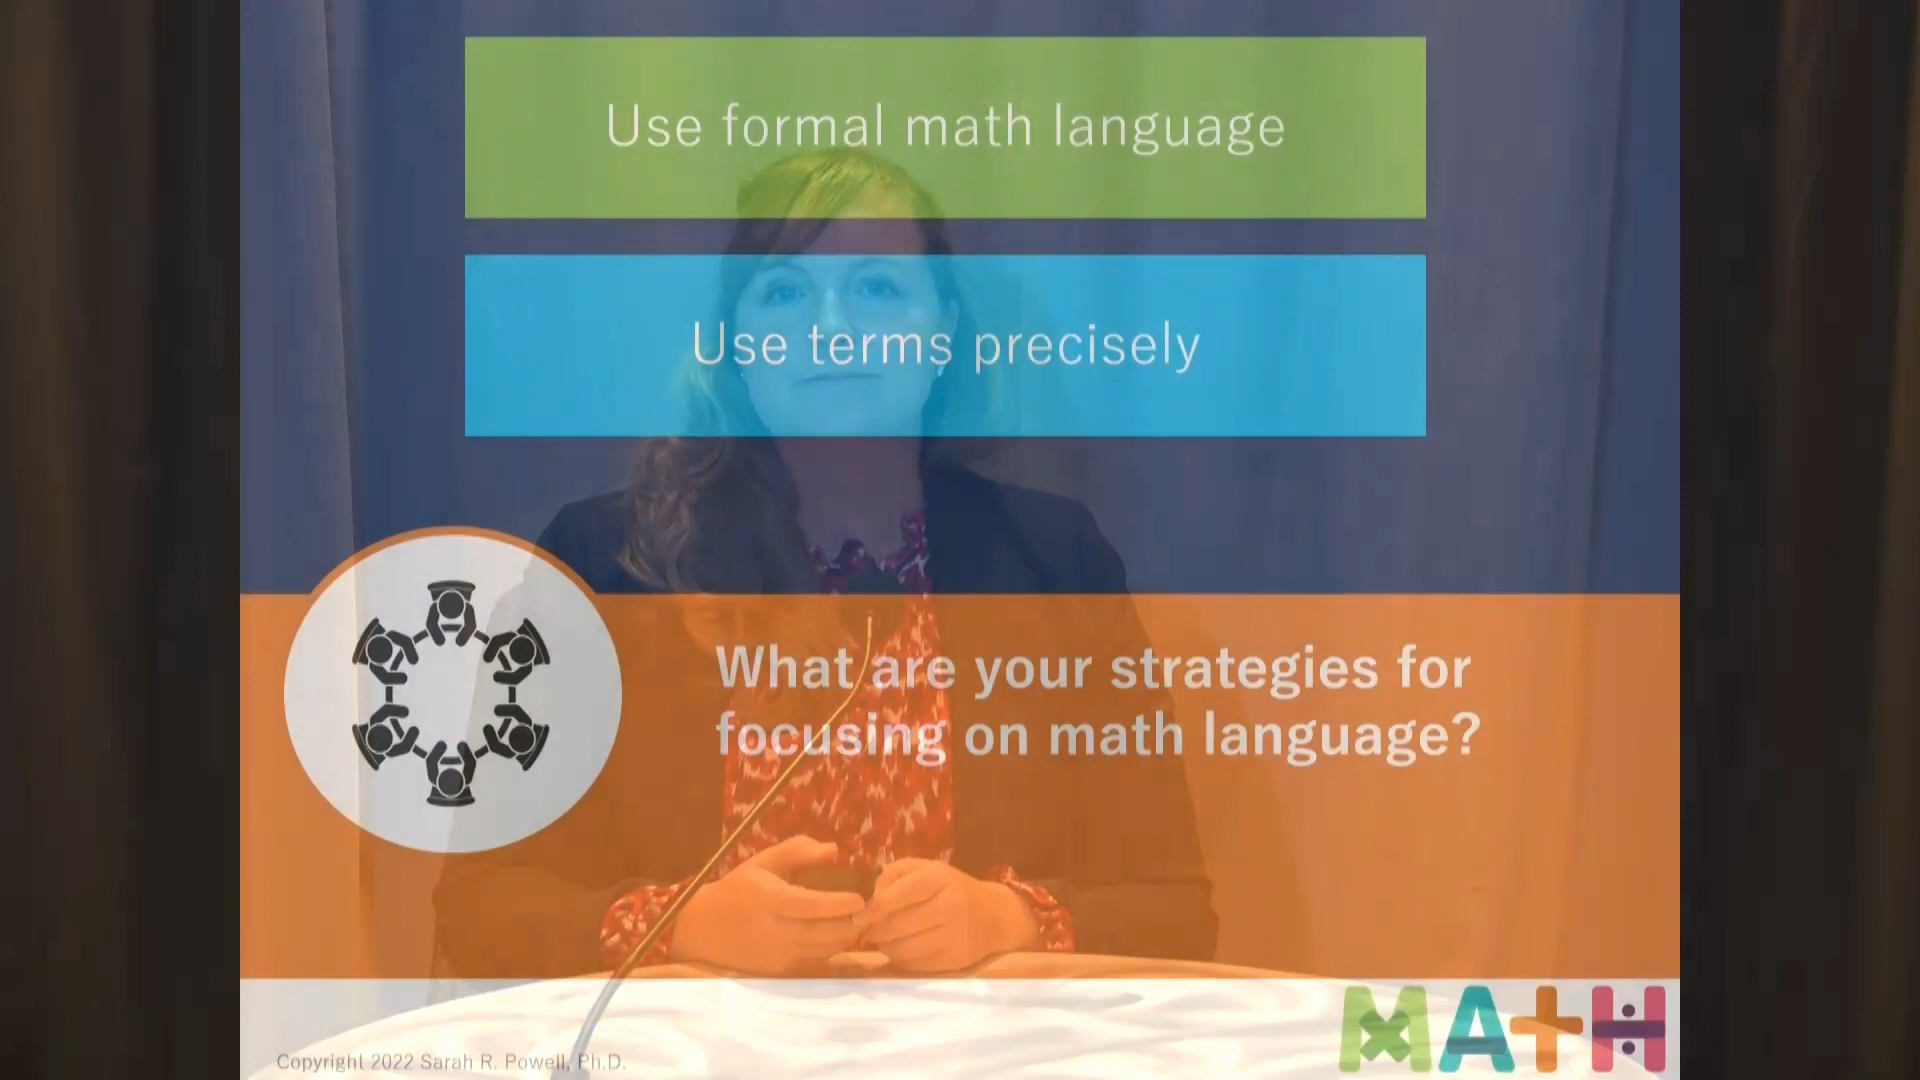 Use formal math language
Use terms precisely
What are your strategies for
focusing on math language?
Copyright 2022 Sarah R. Powell, Ph.D.
MATH